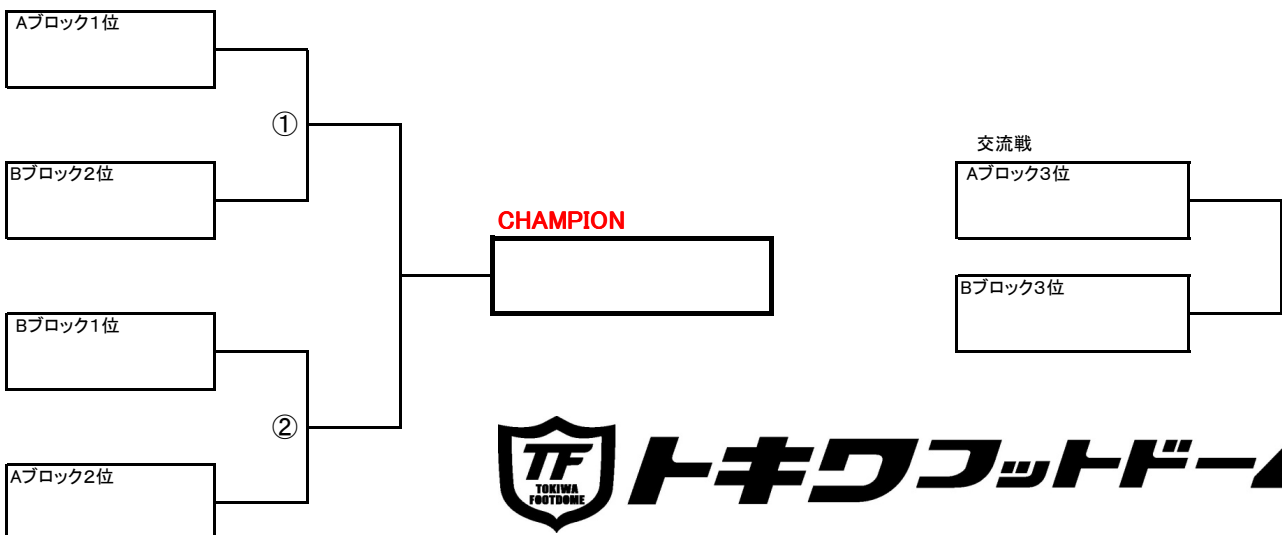 Aブロック１位
①
Bブロック２位
CHAMPION
Bブロック１位
②
Aブロック２位
交流戦
Aブロック３位
Bブロック３位
TF
TOKIWA
FOOTDOME
トキワフットドーム